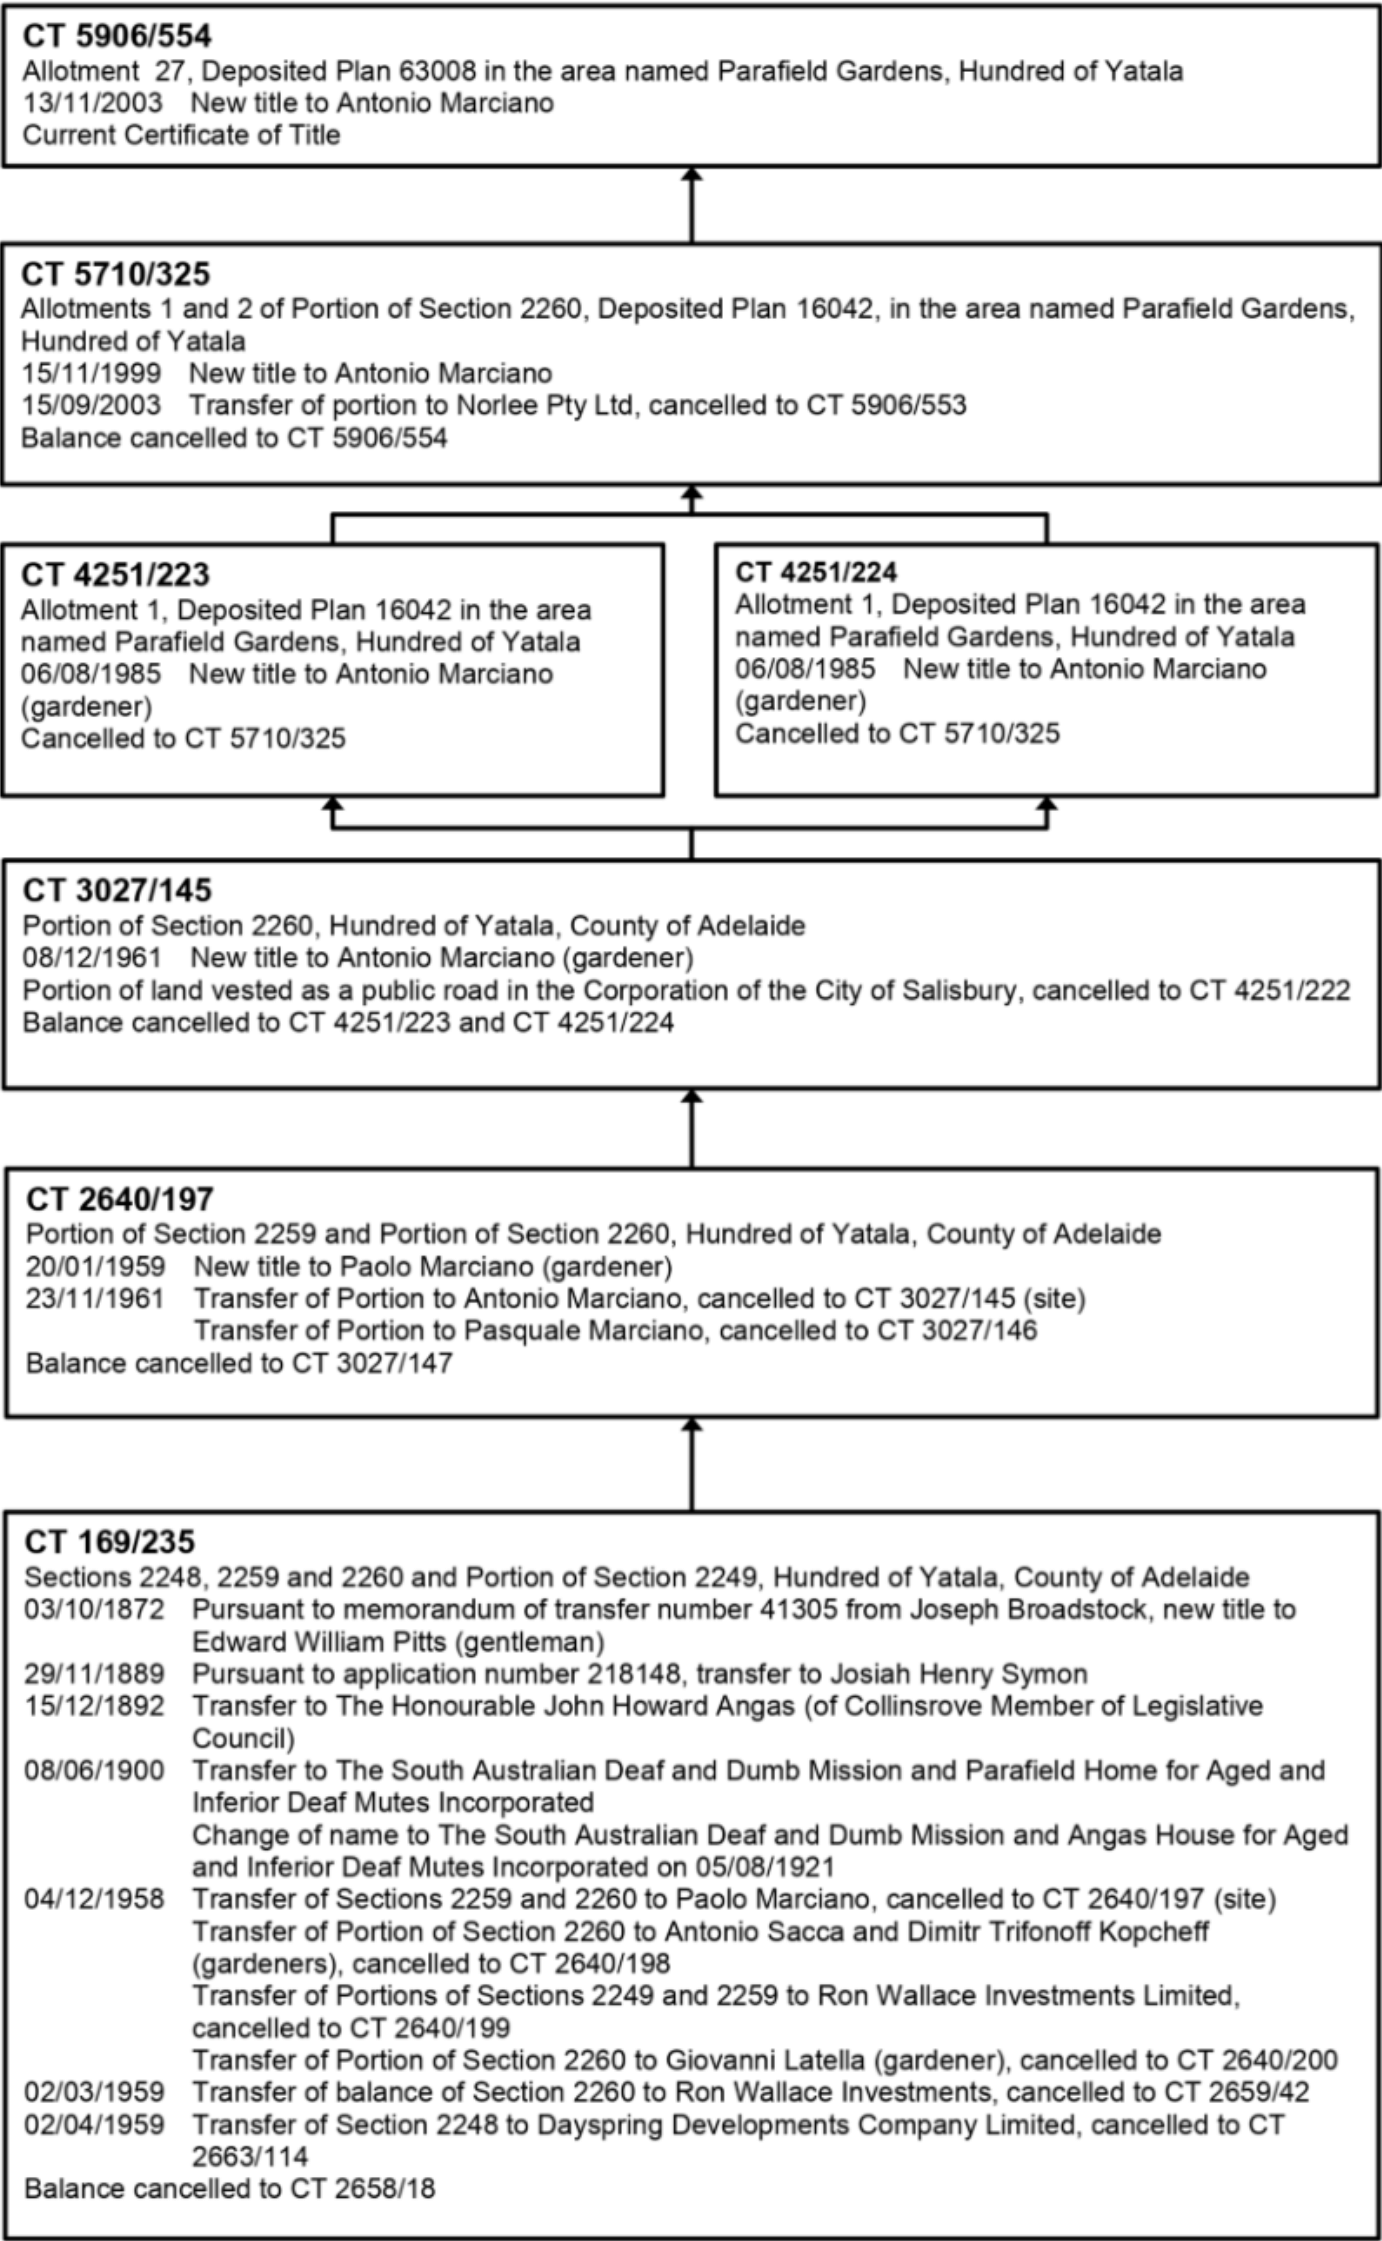 CT 5906/554
Allotment 27, Deposited Plan 63008 in the area named Parafield Gardens, Hundred of Yatala
13/11/2003 New title to Antonio Marciano
Current Certificate of Title
CT 5710/325
Allotments 1 and 2 of Portion of Section 2260, Deposited Plan 16042, in the area named Parafield Gardens,
Hundred of Yatala
15/11/1999 New title to Antonio Marciano
15/09/2003 Transfer of portion to Norlee Pty Ltd, cancelled to CT 5906/553
Balance cancelled to CT 5906/554
CT 4251/223
Allotment 1, Deposited Plan 16042 in the area
named Parafield Gardens, Hundred of Yatala
06/08/1985 New title to Antonio Marciano
(gardener)
Cancelled to CT 5710/325
CT 4251/224
Allotment 1, Deposited Plan 16042 in the area
named Parafield Gardens, Hundred of Yatala
06/08/1985 New title to Antonio Marciano
(gardener)
Cancelled to CT 5710/325
CT 3027/145
Portion of Section 2260, Hundred of Yatala, County of Adelaide
08/12/1961 New title to Antonio Marciano (gardener)
Portion of land vested as a public road in the Corporation of the City of Salisbury, cancelled to CT 4251/222
Balance cancelled to CT 4251/223 and CT 4251/224
CT 2640/197
Portion of Section 2259 and Portion of Section 2260, Hundred of Yatala, County of Adelaide
20/01/1959 New title to Paolo Marciano (gardener)
23/11/1961 Transfer of Portion to Antonio Marciano, cancelled to CT 3027/145 (site)
Transfer of Portion to Pasquale Marciano, cancelled to CT 3027/146
Balance cancelled to CT 3027/147
CT 169/235
Sections 2248, 2259 and 2260 and Portion of Section 2249, Hundred of Yatala, County of Adelaide
03/10/1872 Pursuant to memorandum of transfer number 41305 from Joseph Broadstock, new title to
Edward William Pitts (gentleman)
29/11/1889 Pursuant to application number 218148, transfer to Josiah Henry Symon
15/12/1892 Transfer to The Honourable John Howard Angas (of Collinsrove Member of Legislative
Council)
08/06/1900 Transfer to The South Australian Deaf and Dumb Mission and Parafield Home for Aged and
Inferior Deaf Mutes Incorporated
Change of name to The South Australian Deaf and Dumb Mission and Angas House for Aged
and Inferior Deaf Mutes Incorporated on 05/08/1921
04/12/1958 Transfer of Sections 2259 and 2260 to Paolo Marciano, cancelled to CT 2640/197 (site)
Transfer of Portion of Section 2260 to Antonio Sacca and Dimitr Trifonoff Kopcheff
(gardeners), cancelled to CT 2640/198
Transfer of Portions of Sections 2249 and 2259 to Ron Wallace Investments Limited,
cancelled to CT 2640/199
Transfer of Portion of Section 2260 to Giovanni Latella (gardener), cancelled to CT 2640/200
02/03/1959 Transfer of balance of Section 2260 to Ron Wallace Investments, cancelled to CT 2659/42
02/04/1959 Transfer of Section 2248 to Dayspring Developments Company Limited, cancelled to CT
2663/114
Balance cancelled to CT 2658/18